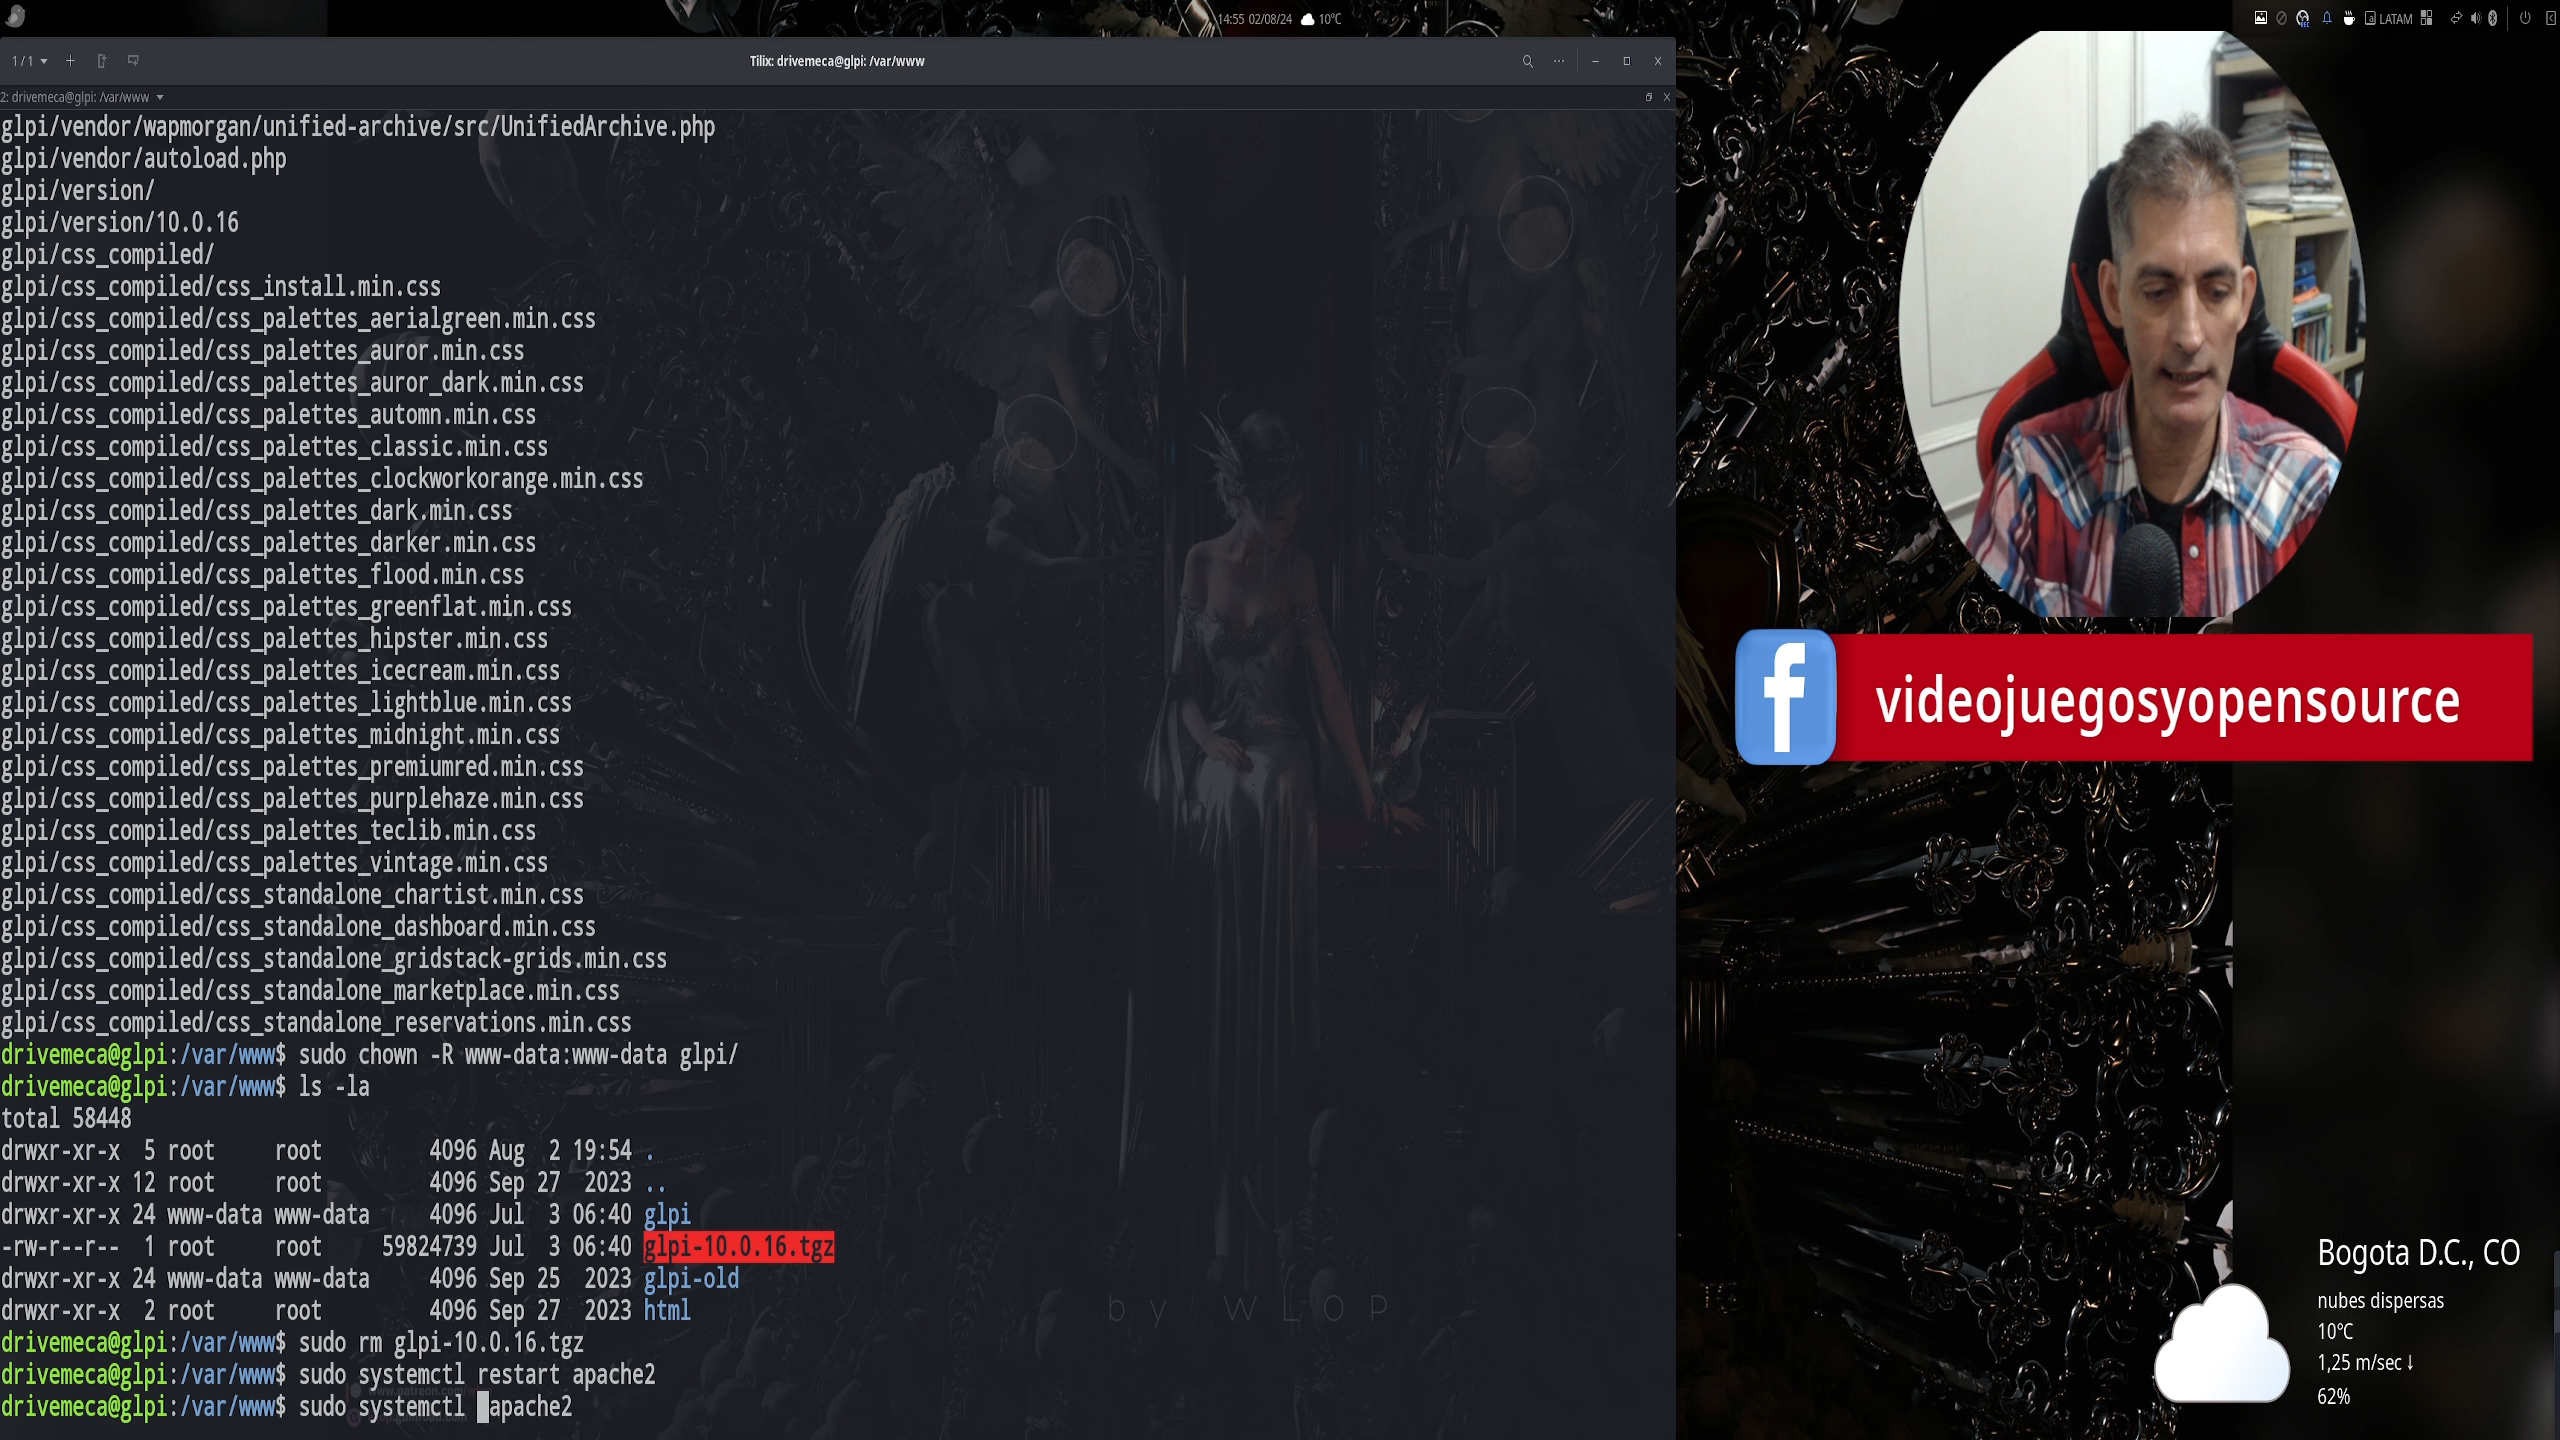 14:55 02/08/24 10°C
LATAM
1 / 1
Tilix: drivemeca@glpi: /var/www
2: drivemeca@glpi: /var/www
glpi/vendor/wapmorgan/unified-archive/src/UnifiedArchive.php
glpi/vendor/autoload.php
glpi/version/
glpi/version/10.0.16
glpi/css_compiled/
glpi/css_compiled/css_install.min.css
glpi/css_compiled/css_palettes_aerialgreen.min.css
glpi/css_compiled/css_palettes_auror.min.css
glpi/css_compiled/css_palettes_auror_dark.min.css
glpi/css_compiled/css_palettes_automn.min.css
glpi/css_compiled/css_palettes_classic.min.css
glpi/css_compiled/css_palettes_clockworkorange.min.css
glpi/css_compiled/css_palettes_dark.min.css
glpi/css_compiled/css_palettes_darker.min.css
glpi/css_compiled/css_palettes_flood.min.css
glpi/css_compiled/css_palettes_greenflat.min.css
glpi/css_compiled/css_palettes_hipster.min.css
glpi/css_compiled/css_palettes_icecream.min.css
glpi/css_compiled/css_palettes_lightblue.min.css
glpi/css_compiled/css_palettes_midnight.min.css
glpi/css_compiled/css_palettes_premiumred.min.css
glpi/css_compiled/css_palettes_purplehaze.min.css
glpi/css_compiled/css_palettes_teclib.min.css
glpi/css_compiled/css_palettes_vintage.min.css
glpi/css_compiled/css_standalone_chartist.min.css
glpi/css_compiled/css_standalone_dashboard.min.css
glpi/css_compiled/css_standalone_gridstack-grids.min.css
glpi/css_compiled/css_standalone_marketplace.min.css
glpi/css_compiled/css_standalone_reservations.min.css
drivemeca@glpi:/var/www$ sudo chown -R www-data:www-data glpi/
drivemeca@glpi:/var/www$ ls -la
total 58448
drwxr-xr-x  5 root     root         4096 Aug  2 19:54 .
drwxr-xr-x 12 root     root         4096 Sep 27  2023 ..
drwxr-xr-x 24 www-data www-data     4096 Jul  3 06:40 glpi
-rw-r--r--  1 root     root     59824739 Jul  3 06:40 glpi-10.0.16.tgz
drwxr-xr-x 24 www-data www-data     4096 Sep 25  2023 glpi-old
drwxr-xr-x  2 root     root         4096 Sep 27  2023 html
drivemeca@glpi:/var/www$ sudo rm glpi-10.0.16.tgz
drivemeca@glpi:/var/www$ sudo systemctl restart apache2
drivemeca@glpi:/var/www$ sudo systemctl apache2
by WLOP
videojuegosyopensource
Bogota D.C., CO
nubes dispersas
10°C
1,25 m/sec ↓
62%